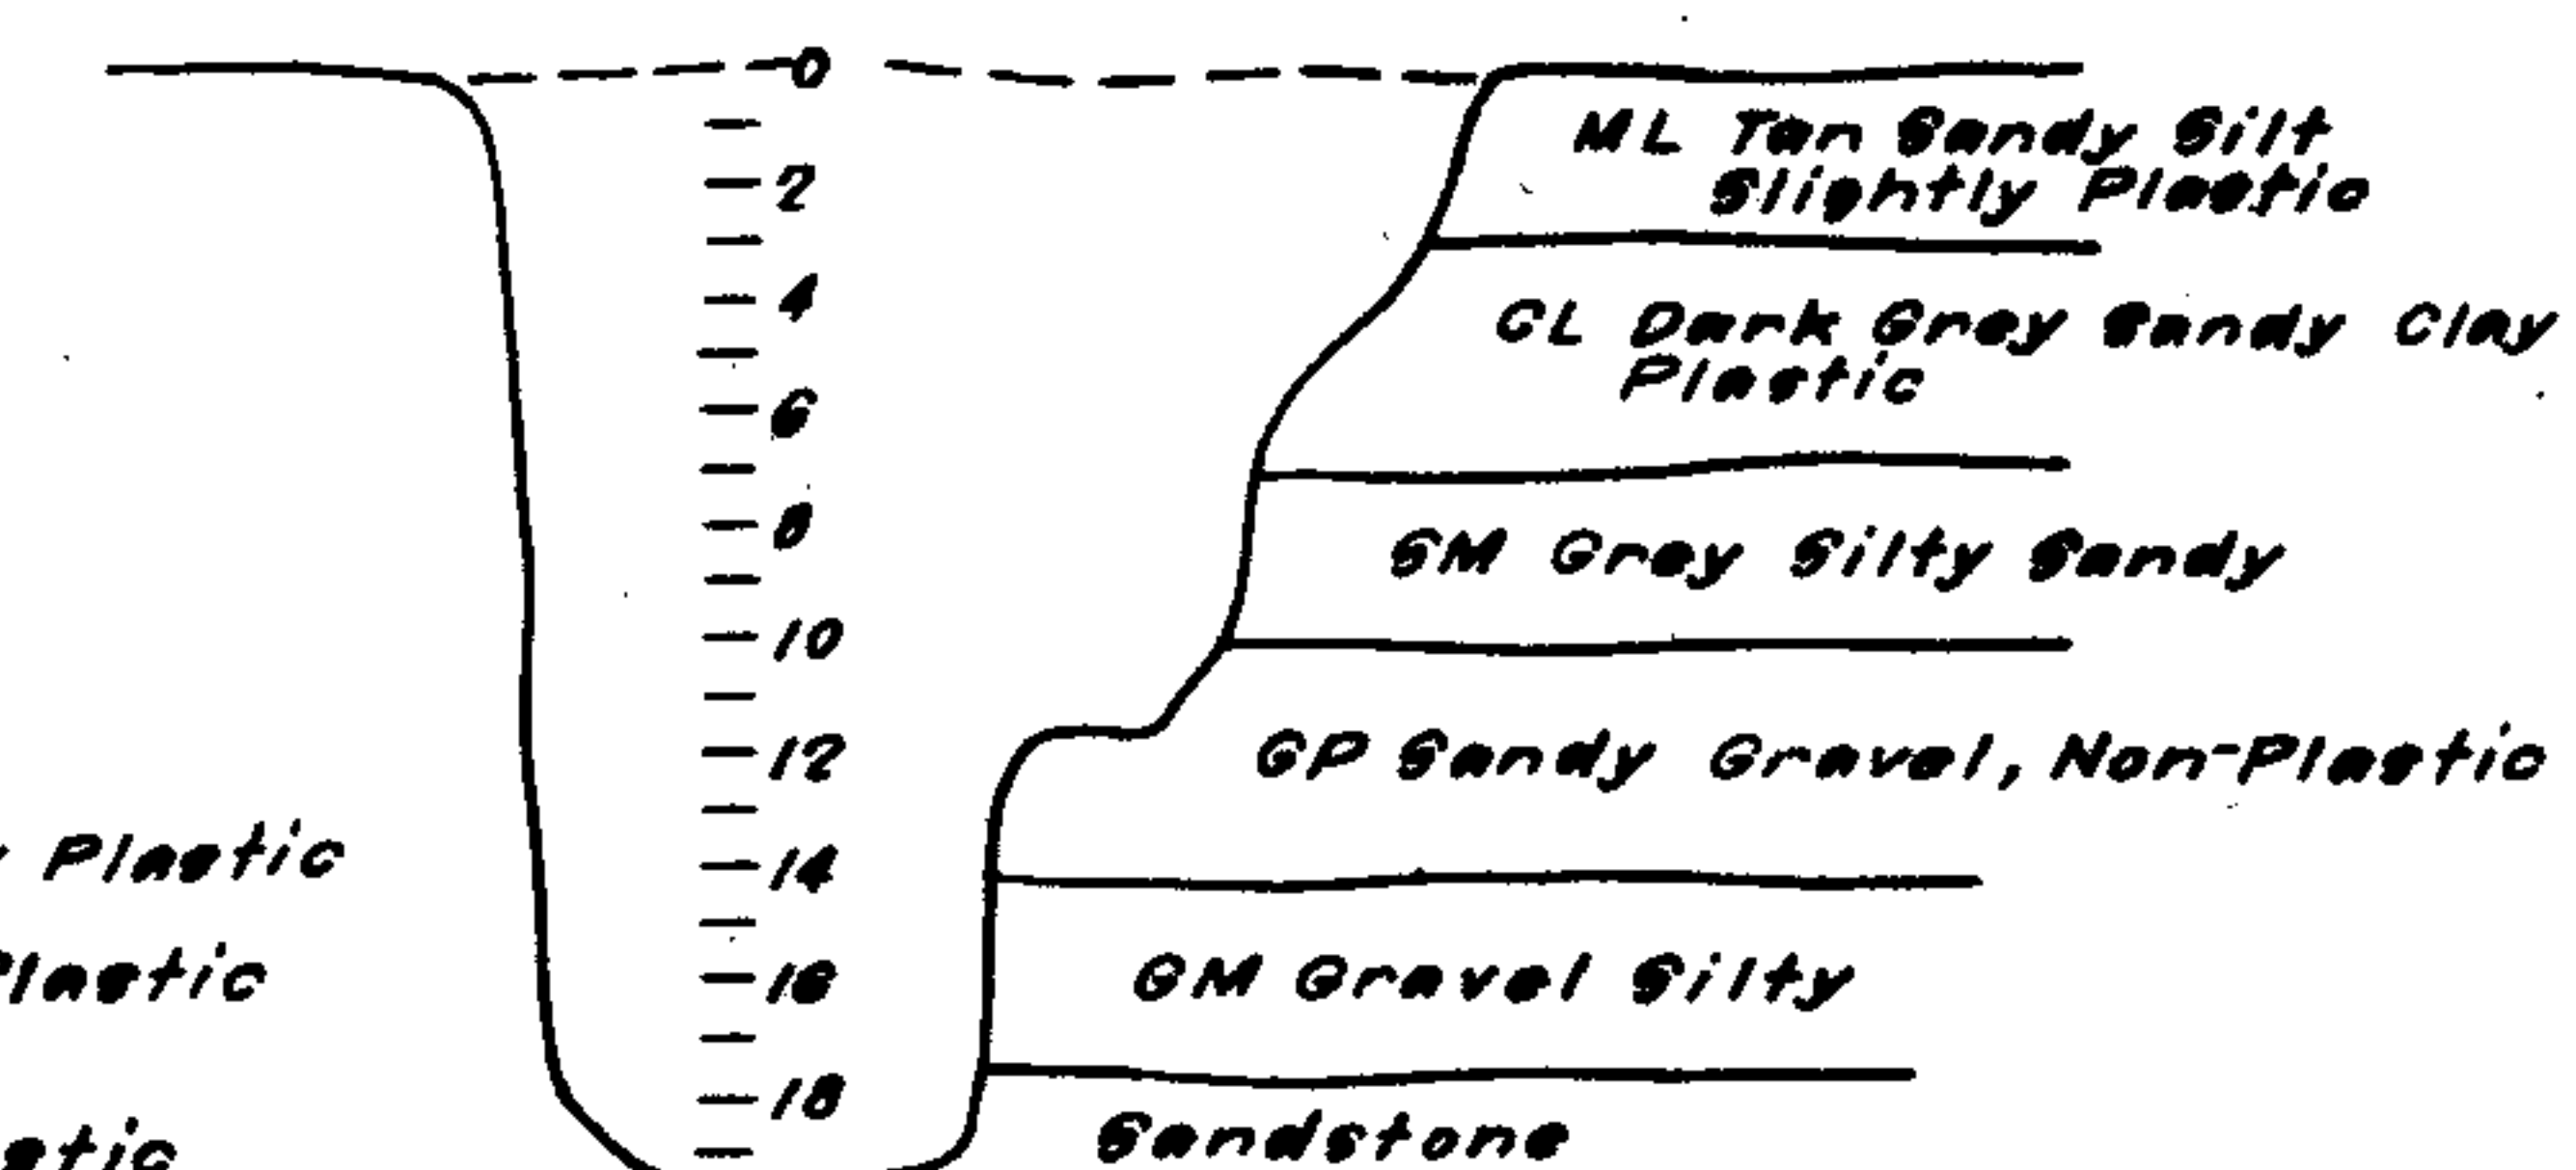 0
2
4
6
8
10
12
14
16
18
ML Tan Sandy Silt
Slightly Plastic
CL Dark Grey Sandy Clay
Plastic
SM Grey Silty Sandy
GP Sandy Gravel, Non-Plastic
GM Gravel Silty
Sandstone
Plastic
Plastic